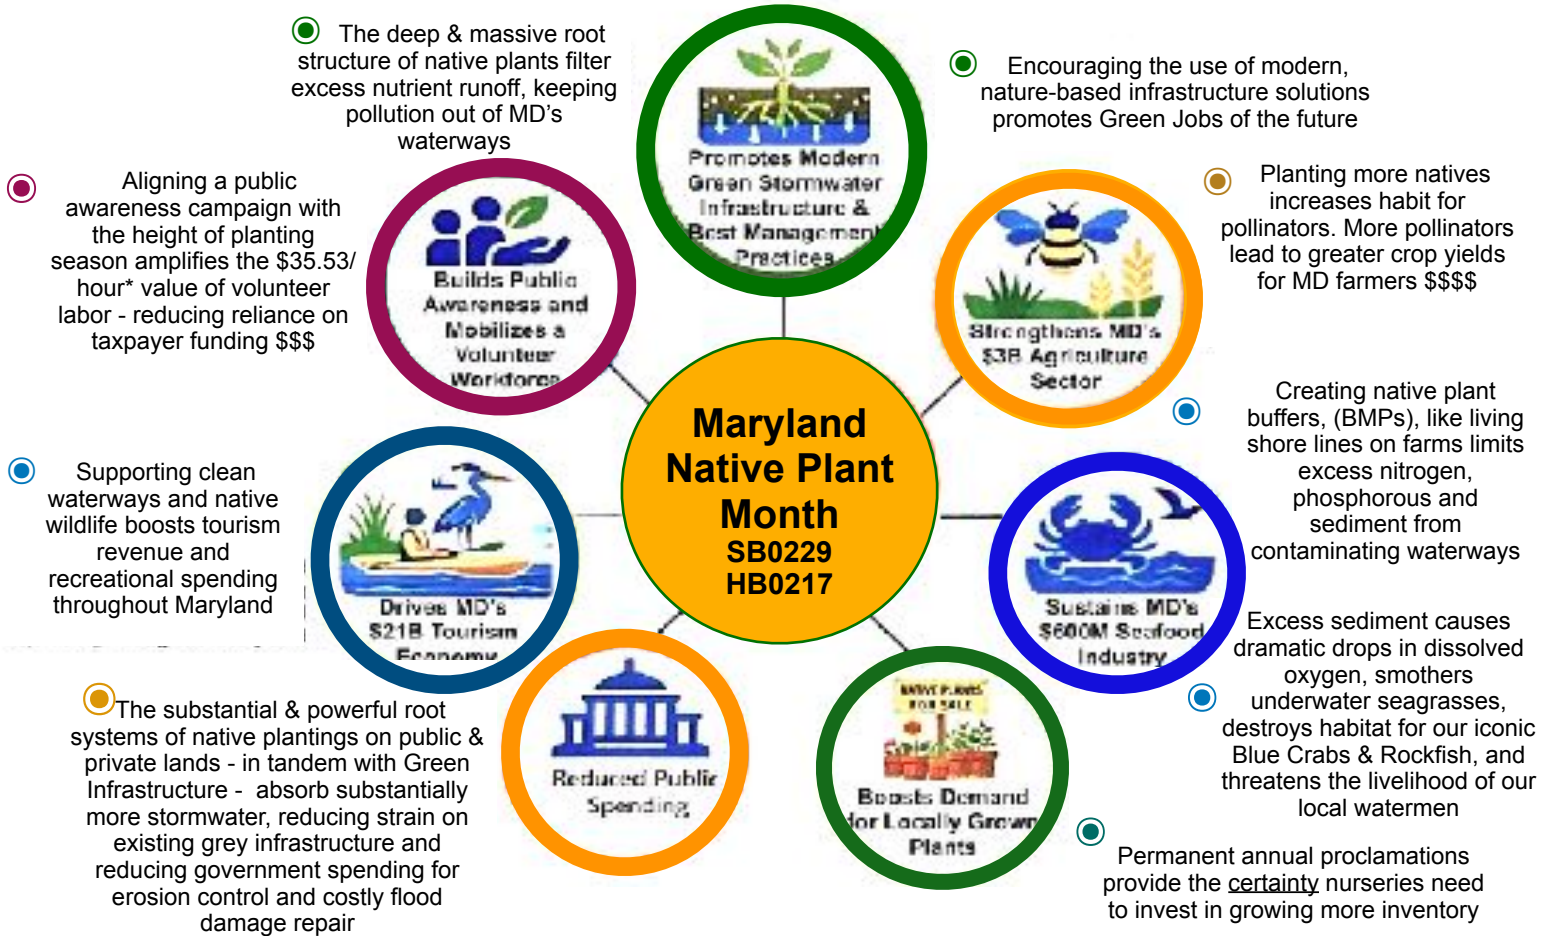 The deep & massive root
structure of native plants filter
excess nutrient runoff, keeping
pollution out of MD’s
waterways
Encouraging the use of modern,
nature-based infrastructure solutions
promotes Green Jobs of the future
Promotes Modern
Green Stormwater
Infrastructure &
Best Management
Practices
Aligning a public
awareness campaign with
the height of planting
season amplifies the $35.53/
hour* value of volunteer
labor - reducing reliance on
taxpayer funding $$$
Builds Public
Awareness and
Mobilizes a
Volunteer
Workforce
Planting more natives
increases habit for
pollinators. More pollinators
lead to greater crop yields
for MD farmers $$$$
Strengthens MD's
$3B Agriculture
Sector
Maryland
Native Plant
Month
SB0229
HB0217
Creating native plant
buffers, (BMPs), like living
shore lines on farms limits
excess nitrogen,
phosphorous and
sediment from
contaminating waterways
Supporting clean
waterways and native
wildlife boosts tourism
revenue and
recreational spending
throughout Maryland
Drives MD's
$21B Tourism
Economy
Sustains MD's
$600M Seafood
Industry
Excess sediment causes
dramatic drops in dissolved
oxygen, smothers
underwater seagrasses,
destroys habitat for our iconic
Blue Crabs & Rockfish, and
threatens the livelihood of our
local watermen
The substantial & powerful root
systems of native plantings on public &
private lands - in tandem with Green
Infrastructure - absorb substantially
more stormwater, reducing strain on
existing grey infrastructure and
reducing government spending for
erosion control and costly flood
damage repair
Reduced Public
Spending
NATIVE PLANTS
FOR SALE
Boosts Demand
for Locally Grown
Plants
Permanent annual proclamations
provide the certainty nurseries need
to invest in growing more inventory